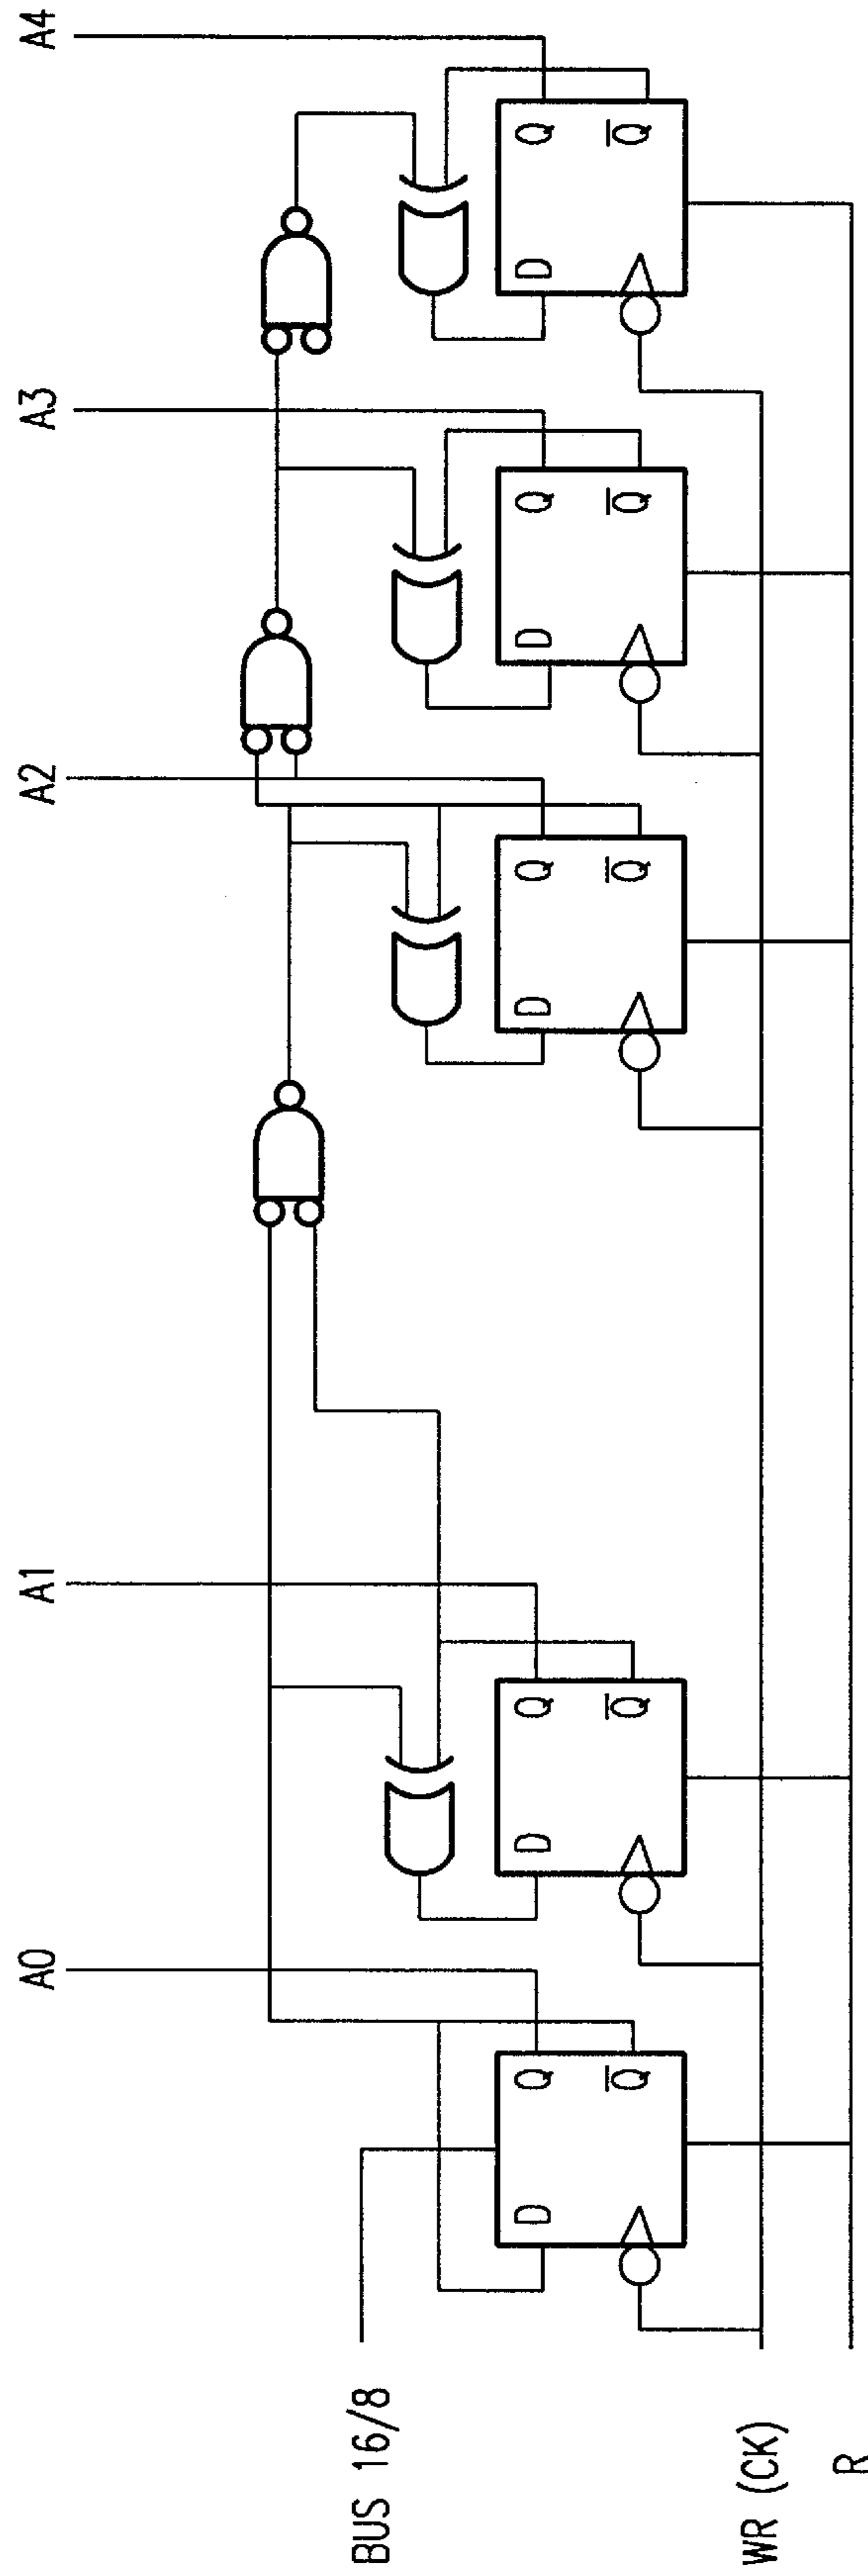 A0
A1
A2
A3
A4
D Q Q̅
D Q Q̅
D Q Q̅
D Q Q̅
D Q Q̅
BUS 16/8
WR (CK)
R